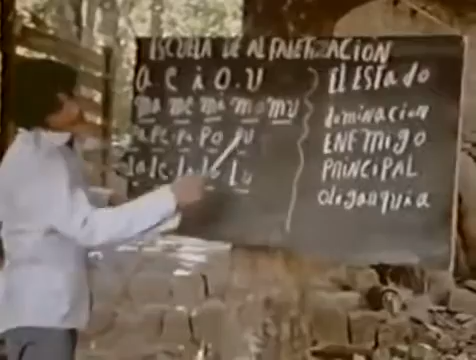 ESCUELA DE ALFABETIZACION
a e i o. u
ma me mi mo mu
pa pe pi po pu
la le li lo lu
El Estado
dominacion
ENEMIGO
PRINCIPAL
oligarquia